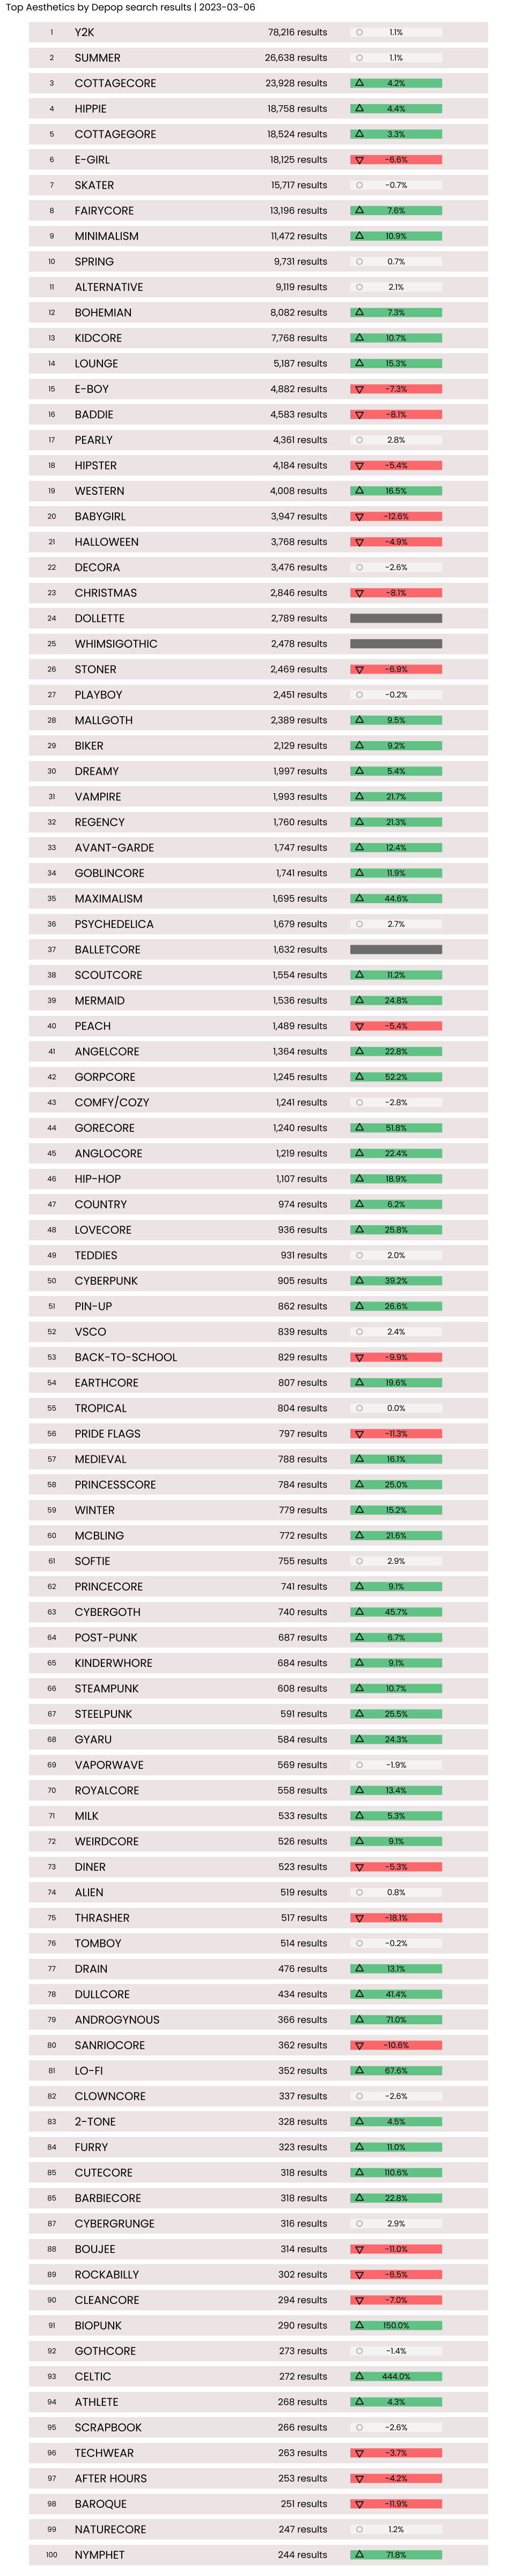 Top Aesthetics by Depop search results | 2023-03-06
1 Y2K 78,216 results 1.1%
2 SUMMER 26,638 results 1.1%
3 COTTAGECORE 23,928 results 4.2%
4 HIPPIE 18,758 results 4.4%
5 COTTAGEGORE 18,524 results 3.3%
6 E-GIRL 18,125 results -6.6%
7 SKATER 15,717 results -0.7%
8 FAIRYCORE 13,196 results 7.6%
9 MINIMALISM 11,472 results 10.9%
10 SPRING 9,731 results 0.7%
11 ALTERNATIVE 9,119 results 2.1%
12 BOHEMIAN 8,082 results 7.3%
13 KIDCORE 7,768 results 10.7%
14 LOUNGE 5,187 results 15.3%
15 E-BOY 4,882 results -7.3%
16 BADDIE 4,583 results -8.1%
17 PEARLY 4,361 results 2.8%
18 HIPSTER 4,184 results -5.4%
19 WESTERN 4,008 results 16.5%
20 BABYGIRL 3,947 results -12.6%
21 HALLOWEEN 3,768 results -4.9%
22 DECORA 3,476 results -2.6%
23 CHRISTMAS 2,846 results -8.1%
24 DOLLETTE 2,789 results
25 WHIMSIGOTHIC 2,478 results
26 STONER 2,469 results -6.9%
27 PLAYBOY 2,451 results -0.2%
28 MALLGOTH 2,389 results 9.5%
29 BIKER 2,129 results 9.2%
30 DREAMY 1,997 results 5.4%
31 VAMPIRE 1,993 results 21.7%
32 REGENCY 1,760 results 21.3%
33 AVANT-GARDE 1,747 results 12.4%
34 GOBLINCORE 1,741 results 11.9%
35 MAXIMALISM 1,695 results 44.6%
36 PSYCHEDELICA 1,679 results 2.7%
37 BALLETCORE 1,632 results
38 SCOUTCORE 1,554 results 11.2%
39 MERMAID 1,536 results 24.8%
40 PEACH 1,489 results -5.4%
41 ANGELCORE 1,364 results 22.8%
42 GORPCORE 1,245 results 52.2%
43 COMFY/COZY 1,241 results -2.8%
44 GORECORE 1,240 results 51.8%
45 ANGLOCORE 1,219 results 22.4%
46 HIP-HOP 1,107 results 18.9%
47 COUNTRY 974 results 6.2%
48 LOVECORE 936 results 25.8%
49 TEDDIES 931 results 2.0%
50 CYBERPUNK 905 results 39.2%
51 PIN-UP 862 results 26.6%
52 VSCO 839 results 2.4%
53 BACK-TO-SCHOOL 829 results -9.9%
54 EARTHCORE 807 results 19.6%
55 TROPICAL 804 results 0.0%
56 PRIDE FLAGS 797 results -11.3%
57 MEDIEVAL 788 results 16.1%
58 PRINCESSCORE 784 results 25.0%
59 WINTER 779 results 15.2%
60 MCBLING 772 results 21.6%
61 SOFTIE 755 results 2.9%
62 PRINCECORE 741 results 9.1%
63 CYBERGOTH 740 results 45.7%
64 POST-PUNK 687 results 6.7%
65 KINDERWHORE 684 results 9.1%
66 STEAMPUNK 608 results 10.7%
67 STEELPUNK 591 results 25.5%
68 GYARU 584 results 24.3%
69 VAPORWAVE 569 results -1.9%
70 ROYALCORE 558 results 13.4%
71 MILK 533 results 5.3%
72 WEIRDCORE 526 results 9.1%
73 DINER 523 results -5.3%
74 ALIEN 519 results 0.8%
75 THRASHER 517 results -18.1%
76 TOMBOY 514 results -0.2%
77 DRAIN 476 results 13.1%
78 DULLCORE 434 results 41.4%
79 ANDROGYNOUS 366 results 71.0%
80 SANRIOCORE 362 results -10.6%
81 LO-FI 352 results 67.6%
82 CLOWNCORE 337 results -2.6%
83 2-TONE 328 results 4.5%
84 FURRY 323 results 11.0%
85 CUTECORE 318 results 110.6%
85 BARBIECORE 318 results 22.8%
87 CYBERGRUNGE 316 results 2.9%
88 BOUJEE 314 results -11.0%
89 ROCKABILLY 302 results -6.5%
90 CLEANCORE 294 results -7.0%
91 BIOPUNK 290 results 150.0%
92 GOTHCORE 273 results -1.4%
93 CELTIC 272 results 444.0%
94 ATHLETE 268 results 4.3%
95 SCRAPBOOK 266 results -2.6%
96 TECHWEAR 263 results -3.7%
97 AFTER HOURS 253 results -4.2%
98 BAROQUE 251 results -11.9%
99 NATURECORE 247 results 1.2%
100 NYMPHET 244 results 71.8%